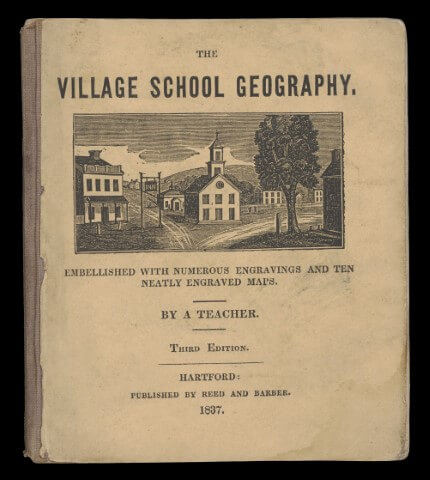 THE
VILLAGE SCHOOL GEOGRAPHY.
EMBELLISHED WITH NUMEROUS ENGRAVINGS AND TEN
NEATLY ENGRAVED MAPS.
BY A TEACHER.
THIRD EDITION.
HARTFORD:
PUBLISHED BY REED AND BARBER.
1837.